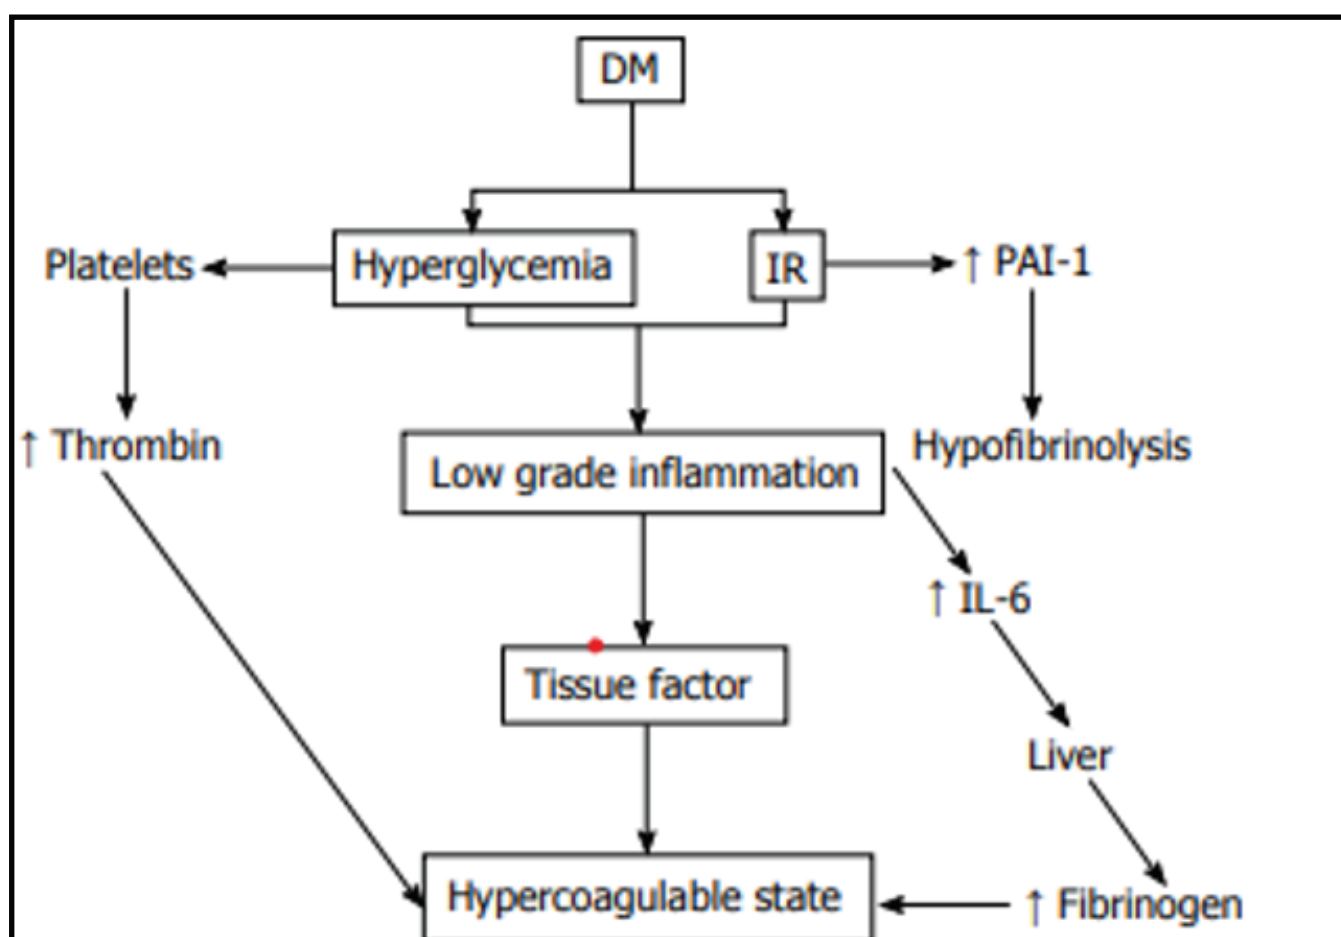 DM
Platelets
Hyperglycemia
IR
↑ PAI-1
↑ Thrombin
Low grade inflammation
Hypofibrinolysis
↑ IL-6
Tissue factor
Liver
Hypercoagulable state
↑ Fibrinogen